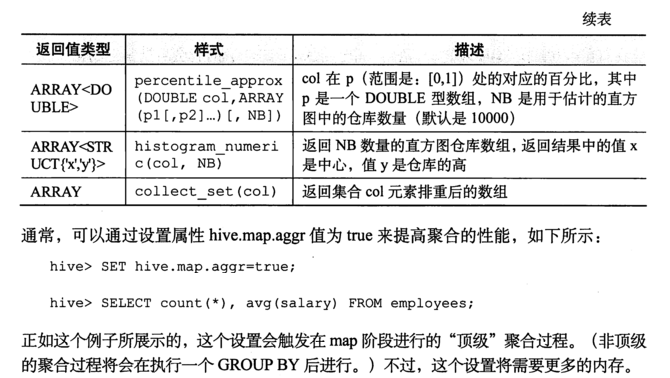 续表
返回值类型 样式 描述
ARRAY<DO percentile_approx col 在 p（范围是：[0,1]）处的对应的百分比，其中
UBLE> (DOUBLE col,ARRAY p 是一个 DOUBLE 型数组，NB 是用于估计的直方
(p1[,p2]…)[, NB]) 图中的仓库数量（默认是 10000）
ARRAY<STR histogram_numeri 返回 NB 数量的直方图仓库数组，返回结果中的值 x
UCT{'x','y'}> c(col, NB) 是中心，值 y 是仓库的高
ARRAY collect_set(col) 返回集合 col 元素排重后的数组
通常，可以通过设置属性 hive.map.aggr 值为 true 来提高聚合的性能，如下所示：
hive> SET hive.map.aggr=true;
hive> SELECT count(*), avg(salary) FROM employees;
正如这个例子所展示的，这个设置会触发在 map 阶段进行的“顶级”聚合过程。（非顶级
的聚合过程将会在执行一个 GROUP BY 后进行。）不过，这个设置将需要更多的内存。